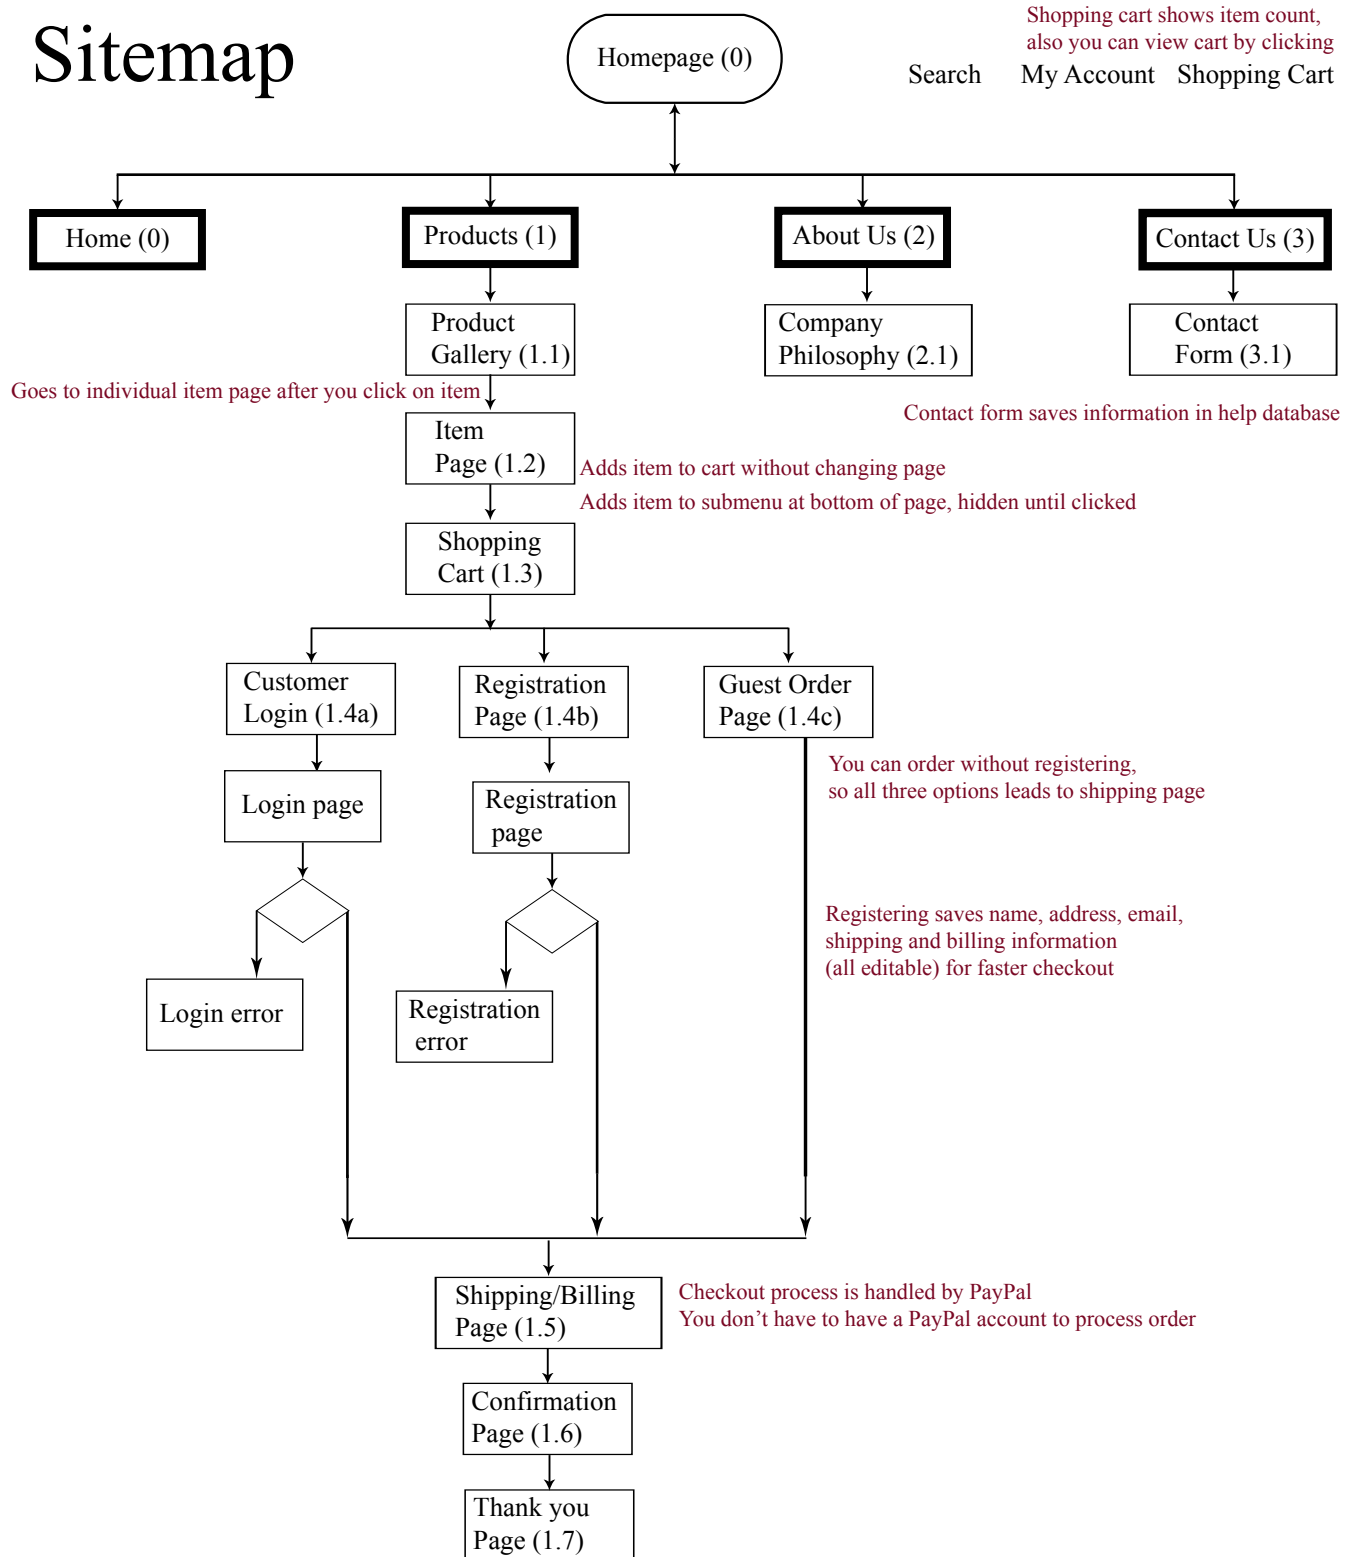 Sitemap
Homepage (0)
Shopping cart shows item count,
also you can view cart by clicking
Search
My Account
Shopping Cart
Home (0)
Products (1)
About Us (2)
Contact Us (3)
Product
Gallery (1.1)
Company
Philosophy (2.1)
Contact
Form (3.1)
Goes to individual item page after you click on item
Contact form saves information in help database
Item
Page (1.2)
Adds item to cart without changing page
Adds item to submenu at bottom of page, hidden until clicked
Shopping
Cart (1.3)
Customer
Login (1.4a)
Registration
Page (1.4b)
Guest Order
Page (1.4c)
You can order without registering,
so all three options leads to shipping page
Login page
Registration
page
Registering saves name, address, email,
shipping and billing information
(all editable) for faster checkout
Login error
Registration
error
Shipping/Billing
Page (1.5)
Checkout process is handled by PayPal
You don’t have to have a PayPal account to process order
Confirmation
Page (1.6)
Thank you
Page (1.7)